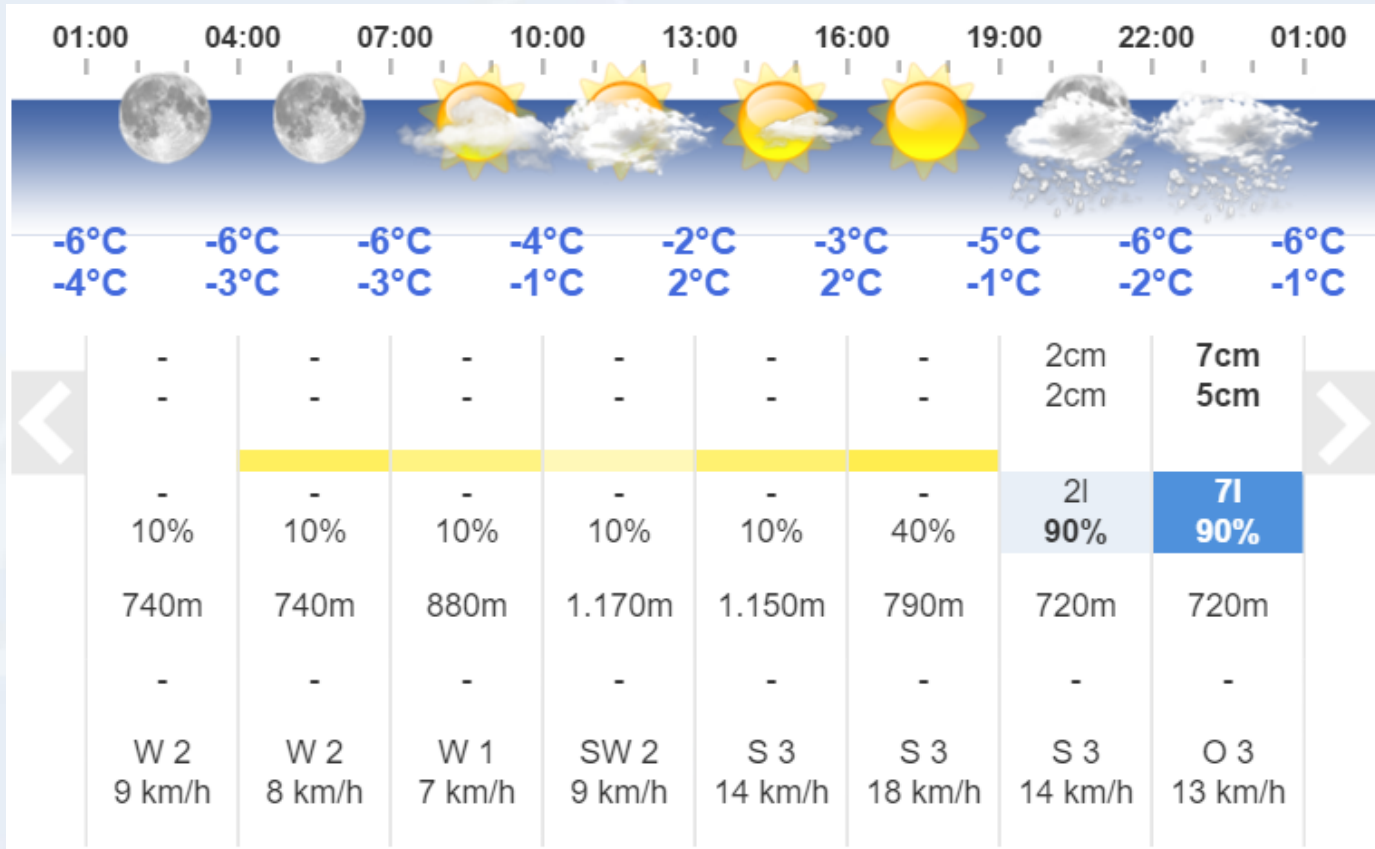 01:00 04:00 07:00 10:00 13:00 16:00 19:00 22:00 01:00
-6°C -6°C -6°C -4°C -2°C -3°C -5°C -6°C -6°C
-4°C -3°C -3°C -1°C 2°C 2°C -1°C -2°C -1°C
- - - - - - 2cm 7cm
- - - - - - 2cm 5cm
- - - - - - 2l 7l
10% 10% 10% 10% 10% 40% 90% 90%
740m 740m 880m 1.170m 1.150m 790m 720m 720m
- - - - - - - -
W 2 W 2 W 1 SW 2 S 3 S 3 S 3 O 3
9 km/h 8 km/h 7 km/h 9 km/h 14 km/h 18 km/h 14 km/h 13 km/h